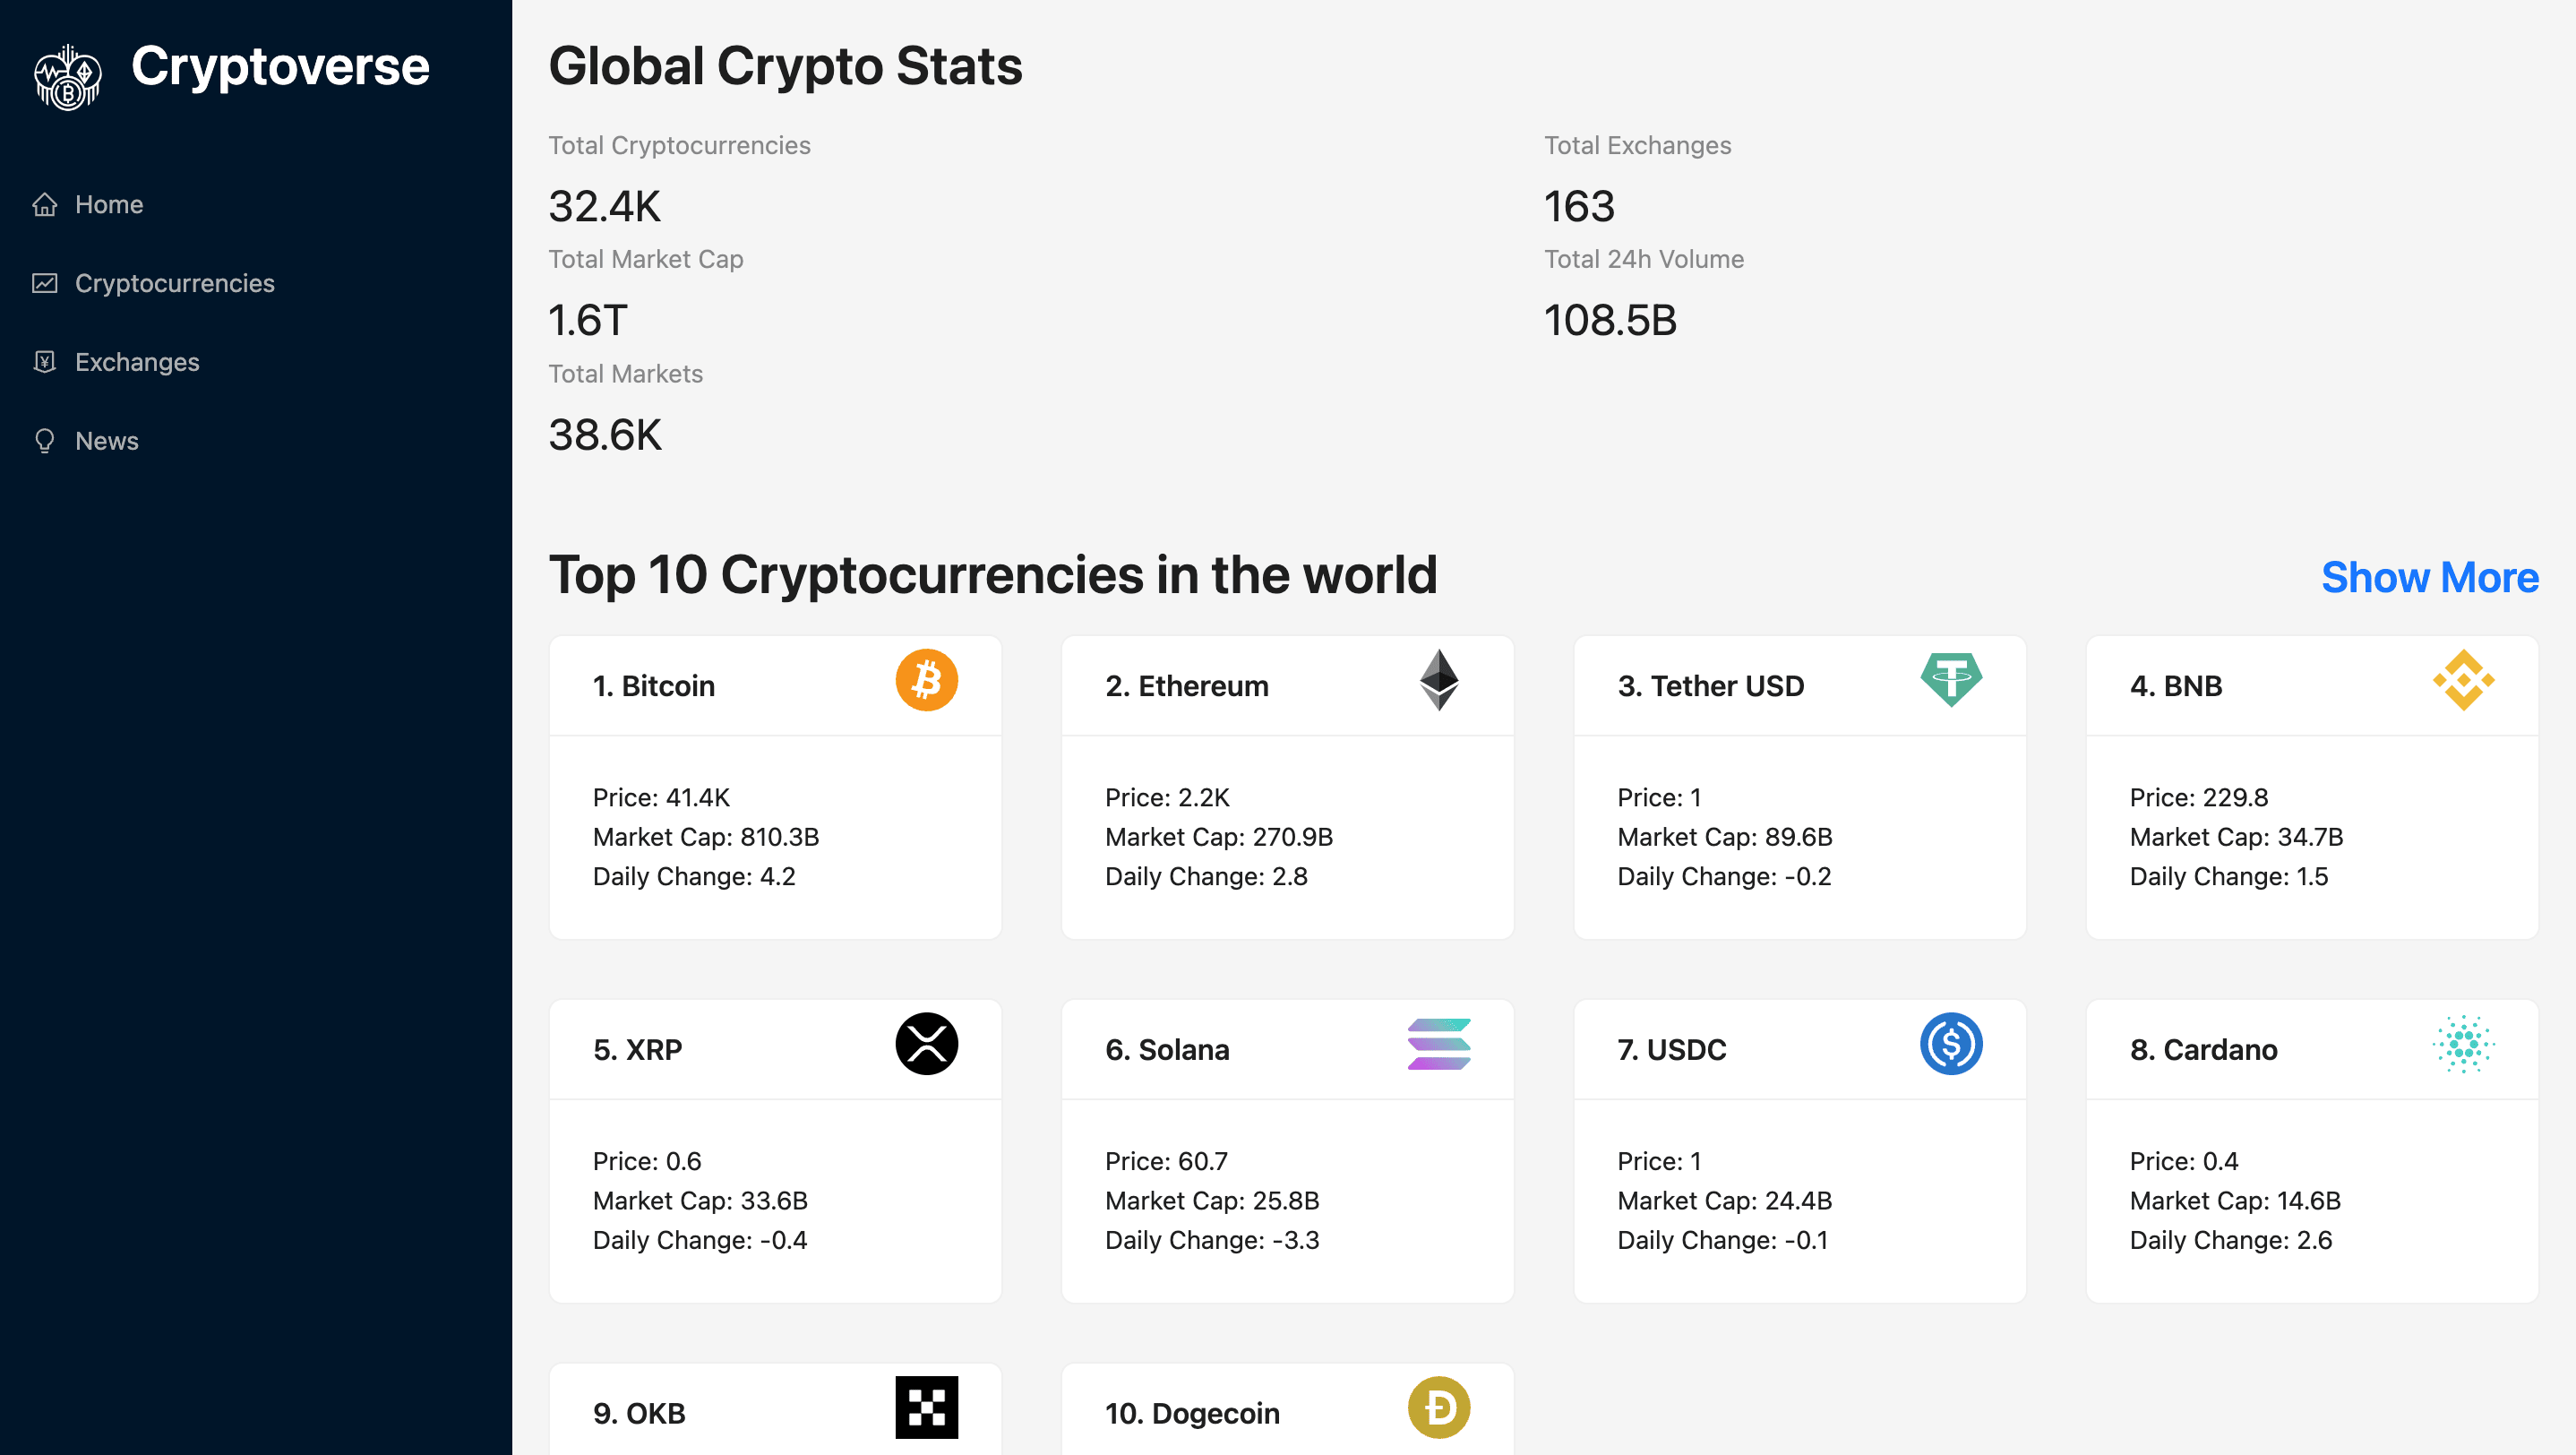 Cryptoverse
Home
Cryptocurrencies
Exchanges
News
Global Crypto Stats
Total Cryptocurrencies
32.4K
Total Exchanges
163
Total Market Cap
1.6T
Total 24h Volume
108.5B
Total Markets
38.6K
Top 10 Cryptocurrencies in the world
Show More
1. Bitcoin
Price: 41.4K
Market Cap: 810.3B
Daily Change: 4.2
2. Ethereum
Price: 2.2K
Market Cap: 270.9B
Daily Change: 2.8
3. Tether USD
Price: 1
Market Cap: 89.6B
Daily Change: -0.2
4. BNB
Price: 229.8
Market Cap: 34.7B
Daily Change: 1.5
5. XRP
Price: 0.6
Market Cap: 33.6B
Daily Change: -0.4
6. Solana
Price: 60.7
Market Cap: 25.8B
Daily Change: -3.3
7. USDC
Price: 1
Market Cap: 24.4B
Daily Change: -0.1
8. Cardano
Price: 0.4
Market Cap: 14.6B
Daily Change: 2.6
9. OKB
10. Dogecoin